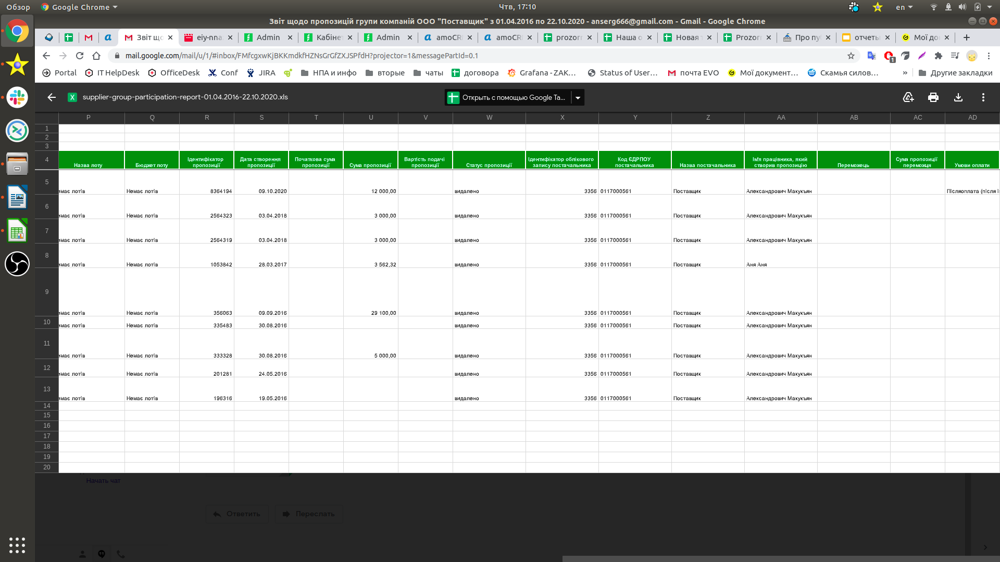 Обзор
Google Chrome
Чтв, 17:10
en
Звіт щодо пропозицій групи компаній ООО "Поставщик" з 01.04.2016 по 22.10.2020 - anserg666@gmail.com - Gmail - Google Chrome
Звіт що
eiy-nna
Admin
Кабінет
Admin
amoCRM
amoCRM
prozorr
Наша о
Новая т
Prozorr
Про пу
отчеты
Мої до
mail.google.com/mail/u/1/#inbox/FMfcgxwKjBKKmdkfHZNsGrGfZXJSPfdH?projector=1&messagePartId=0.1
1
Portal
IT HelpDesk
OfficeDesk
Conf
JIRA
НПА и инфо
вторые
чаты
договора
Grafana - ZAK...
Status of User...
почта EVO
Мої документ...
Скамья силов...
»
Другие закладки
supplier-group-participation-report-01.04.2016-22.10.2020.xls
Открыть с помощью Google Та...
P Q R S T U V W X Y Z AA AB AC AD
1
2
3
4 Назва лоту Бюджет лоту Ідентифікатор пропозиції Дата створення пропозиції Початкова сума пропозиції Сума пропозиції Вартість подачі пропозиції Статус пропозиції Ідентифікатор облікового запису постачальника Код ЄДРПОУ постачальника Назва постачальника Ім'я працівника, який створив пропозицію Переможець Сума пропозиції переможця Умови оплати
5 емає лотів Немає лотів 8364194 09.10.2020 12 000,00 видалено 3356 0117000561 Поставщик Александрович Макукъян Післяоплата (після і
6 емає лотів Немає лотів 2564323 03.04.2018 3 000,00 видалено 3356 0117000561 Поставщик Александрович Макукъян
7 емає лотів Немає лотів 2564319 03.04.2018 3 000,00 видалено 3356 0117000561 Поставщик Александрович Макукъян
8 емає лотів Немає лотів 1053842 28.03.2017 3 562,32 видалено 3356 0117000561 Поставщик Аня Аня
9 емає лотів Немає лотів 356063 09.09.2016 29 100,00 видалено 3356 0117000561 Поставщик Александрович Макукъян
10 емає лотів Немає лотів 335483 30.08.2016 видалено 3356 0117000561 Поставщик Александрович Макукъян
11 емає лотів Немає лотів 333328 30.08.2016 5 000,00 видалено 3356 0117000561 Поставщик Александрович Макукъян
12 емає лотів Немає лотів 201281 24.05.2016 видалено 3356 0117000561 Поставщик Александрович Макукъян
13 емає лотів Немає лотів 196316 19.05.2016 видалено 3356 0117000561 Поставщик Александрович Макукъян
14
15
16
17
18
19
20
Начать чат
Ответить
Переслать